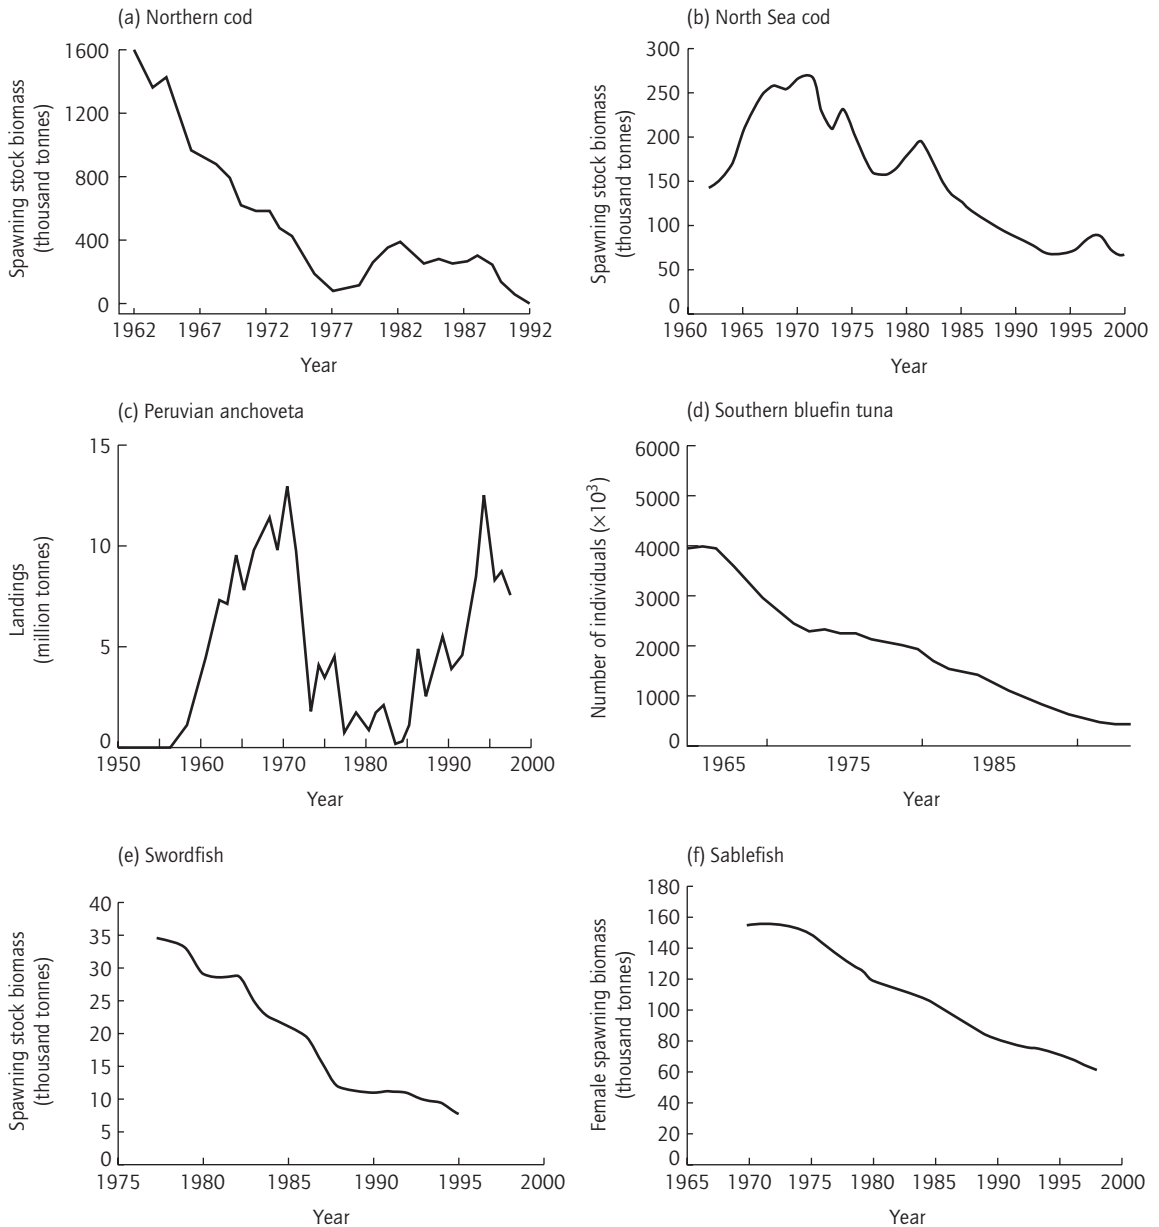 (a) Northern cod
Spawning stock biomass
(thousand tonnes)
1600
1200
800
400
0
1962 1967 1972 1977 1982 1987 1992
Year
(b) North Sea cod
Spawning stock biomass
(thousand tonnes)
300
250
200
150
100
50
0
1960 1965 1970 1975 1980 1985 1990 1995 2000
Year
(c) Peruvian anchoveta
Landings
(million tonnes)
15
10
5
0
1950 1960 1970 1980 1990 2000
Year
(d) Southern bluefin tuna
Number of individuals (×10³)
6000
5000
4000
3000
2000
1000
0
1965 1975 1985
Year
(e) Swordfish
Spawning stock biomass
(thousand tonnes)
40
35
30
25
20
15
10
5
0
1975 1980 1985 1990 1995 2000
Year
(f) Sablefish
Female spawning biomass
(thousand tonnes)
180
160
140
120
100
80
60
40
20
0
1965 1970 1975 1980 1985 1990 1995 2000
Year